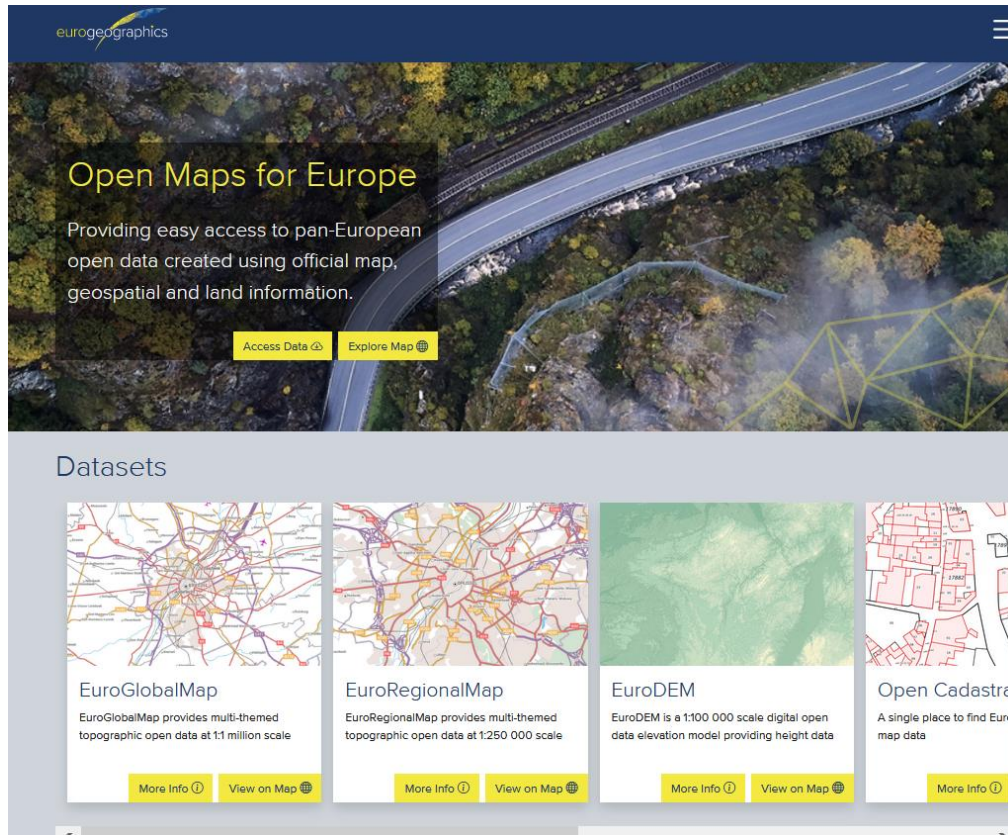 eurogeographics
Open Maps for Europe
Providing easy access to pan-European
open data created using official map,
geospatial and land information.
Access Data
Explore Map
Datasets
EuroGlobalMap
EuroGlobalMap provides multi-themed
topographic open data at 1:1 million scale
More Info
View on Map
EuroRegionalMap
EuroRegionalMap provides multi-themed
topographic open data at 1:250 000 scale
More Info
View on Map
EuroDEM
EuroDEM is a 1:100 000 scale digital open
data elevation model providing height data
More Info
View on Map
Open Cadastra
A single place to find Eur
map data
More Info
17882